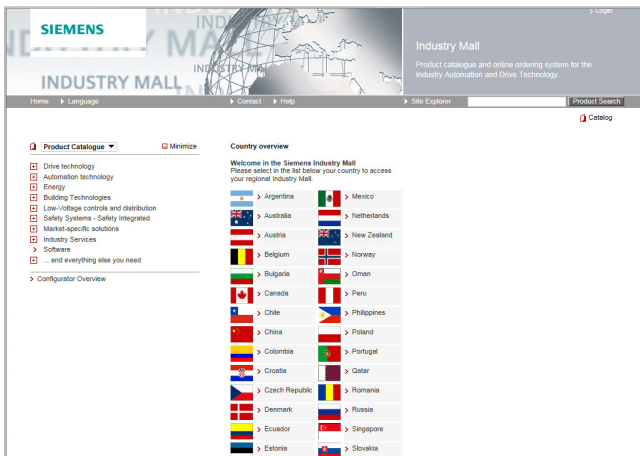 > Login
SIEMENS
INDUSTRY MALL
Industry Mall
Product catalogue and online ordering system for the
Industry Automation and Drive Technology.
Home > Language > Contact > Help > Site Explorer Product Search
Catalog
Product Catalogue ▼ Minimize
Drive technology
Automation technology
Energy
Building Technologies
Low-Voltage controls and distribution
Safety Systems - Safety Integrated
Market-specific solutions
Industry Services
> Software
... and everything else you need
> Configurator Overview
Country overview
Welcome in the Siemens Industry Mall
Please select in the list below your country to access
your regional Industry Mall.
> Argentina > Mexico
> Australia > Netherlands
> Austria > New Zealand
> Belgium > Norway
> Bulgaria > Oman
> Canada > Peru
> Chile > Philippines
> China > Poland
> Colombia > Portugal
> Croatia > Qatar
> Czech Republic > Romania
> Denmark > Russia
> Ecuador > Singapore
> Estonia > Slovakia